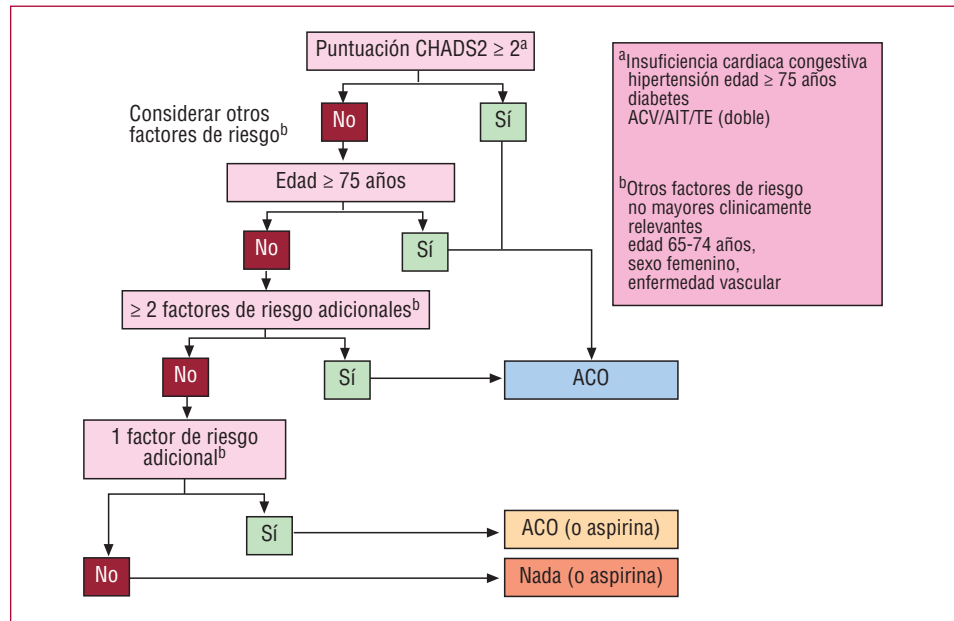 Puntuación CHADS2 ≥ 2ª
Considerar otros
factores de riesgoᵇ
No
Sí
Edad ≥ 75 años
No
Sí
≥ 2 factores de riesgo adicionalesᵇ
No
Sí
ACO
1 factor de riesgo
adicionalᵇ
Sí
ACO (o aspirina)
No
Nada (o aspirina)
ªInsuficiencia cardiaca congestiva
hipertensión edad ≥ 75 años
diabetes
ACV/AIT/TE (doble)
ᵇOtros factores de riesgo
no mayores clinicamente
relevantes
edad 65-74 años,
sexo femenino,
enfermedad vascular